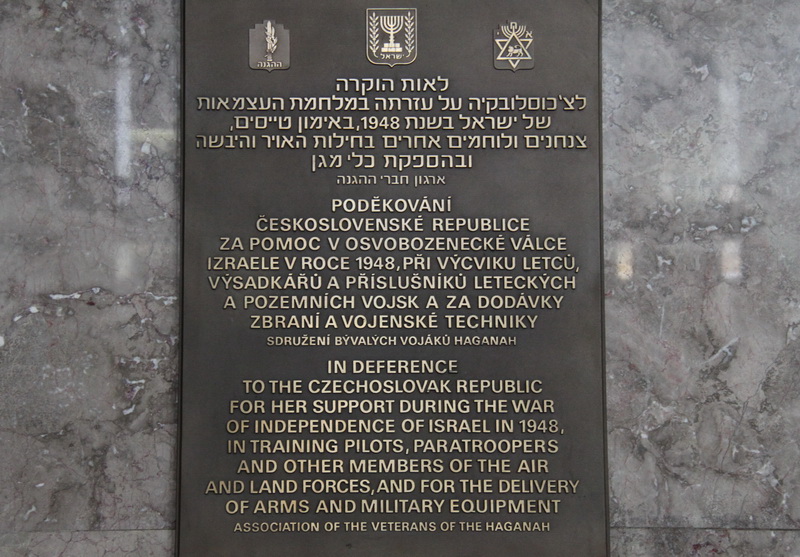 ההגנה
ישראל
לאות הוקרה
לצ'כוסלובקיה על עזרתה במלחמת העצמאות
של ישראל בשנת 1948, באימון טייסים,
צנחנים ולוחמים אחרים בחילות האויר והיבשה
ובהספקת כלי מגן
ארגון חברי ההגנה
PODĚKOVÁNÍ
ČESKOSLOVENSKÉ REPUBLICE
ZA POMOC V OSVOBOZENECKÉ VÁLCE
IZRAELE V ROCE 1948, PŘI VÝCVIKU LETCŮ,
VÝSADKÁŘŮ A PŘÍSLUŠNÍKŮ LETECKÝCH
A POZEMNÍCH VOJSK A ZA DODÁVKY
ZBRANÍ A VOJENSKÉ TECHNIKY
SDRUŽENÍ BÝVALÝCH VOJÁKŮ HAGANAH
IN DEFERENCE
TO THE CZECHOSLOVAK REPUBLIC
FOR HER SUPPORT DURING THE WAR
OF INDEPENDENCE OF ISRAEL IN 1948,
IN TRAINING PILOTS, PARATROOPERS
AND OTHER MEMBERS OF THE AIR
AND LAND FORCES, AND FOR THE DELIVERY
OF ARMS AND MILITARY EQUIPMENT
ASSOCIATION OF THE VETERANS OF THE HAGANAH